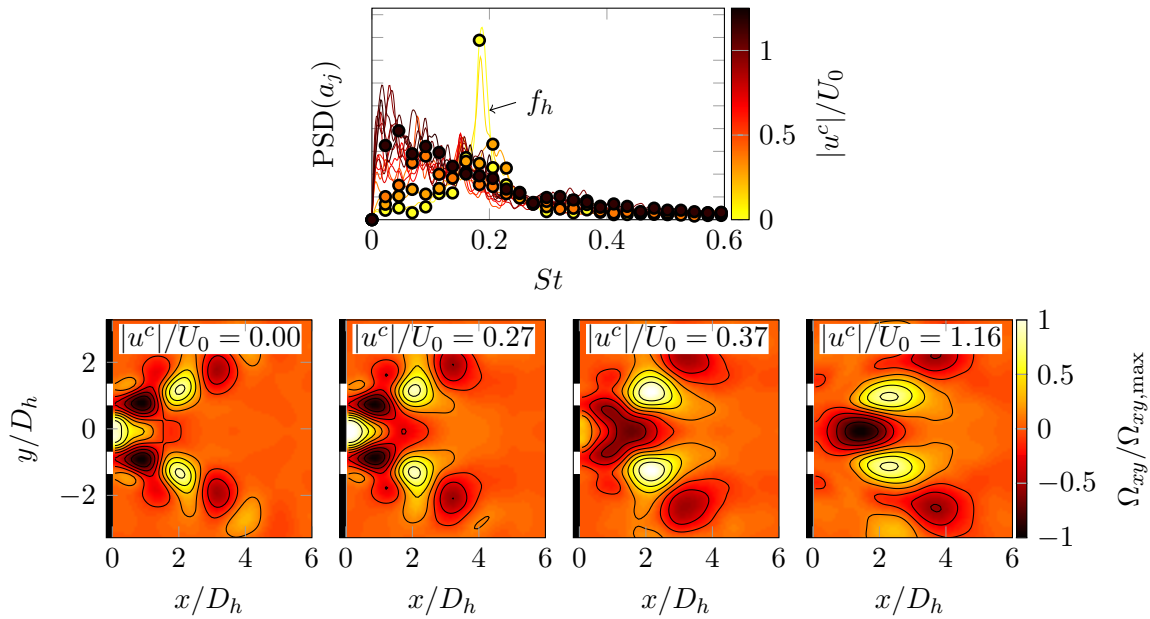 PSD(a_j)
f_h
0 0.2 0.4 0.6
St
1
0.5
0
|u^c|/U_0
|u^c|/U_0 = 0.00 |u^c|/U_0 = 0.27 |u^c|/U_0 = 0.37 |u^c|/U_0 = 1.16
y/D_h
2
0
−2
0 2 4 6 0 2 4 6 0 2 4 6 0 2 4 6
x/D_h x/D_h x/D_h x/D_h
1
0.5
0
−0.5
−1
Ω_xy/Ω_xy,max